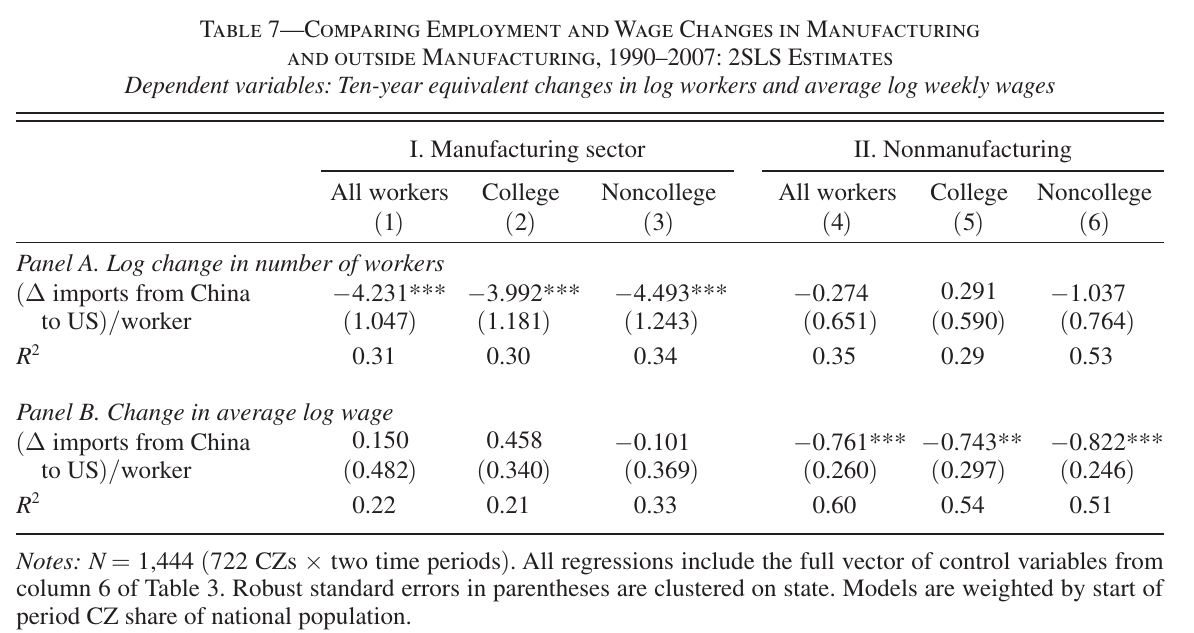 TABLE 7—COMPARING EMPLOYMENT AND WAGE CHANGES IN MANUFACTURING
AND OUTSIDE MANUFACTURING, 1990–2007: 2SLS ESTIMATES
Dependent variables: Ten-year equivalent changes in log workers and average log weekly wages
I. Manufacturing sector II. Nonmanufacturing
All workers College Noncollege All workers College Noncollege
(1) (2) (3) (4) (5) (6)
Panel A. Log change in number of workers
(Δ imports from China −4.231*** −3.992*** −4.493*** −0.274 0.291 −1.037
to US)/worker (1.047) (1.181) (1.243) (0.651) (0.590) (0.764)
R² 0.31 0.30 0.34 0.35 0.29 0.53
Panel B. Change in average log wage
(Δ imports from China 0.150 0.458 −0.101 −0.761*** −0.743** −0.822***
to US)/worker (0.482) (0.340) (0.369) (0.260) (0.297) (0.246)
R² 0.22 0.21 0.33 0.60 0.54 0.51
Notes: N = 1,444 (722 CZs × two time periods). All regressions include the full vector of control variables from
column 6 of Table 3. Robust standard errors in parentheses are clustered on state. Models are weighted by start of
period CZ share of national population.